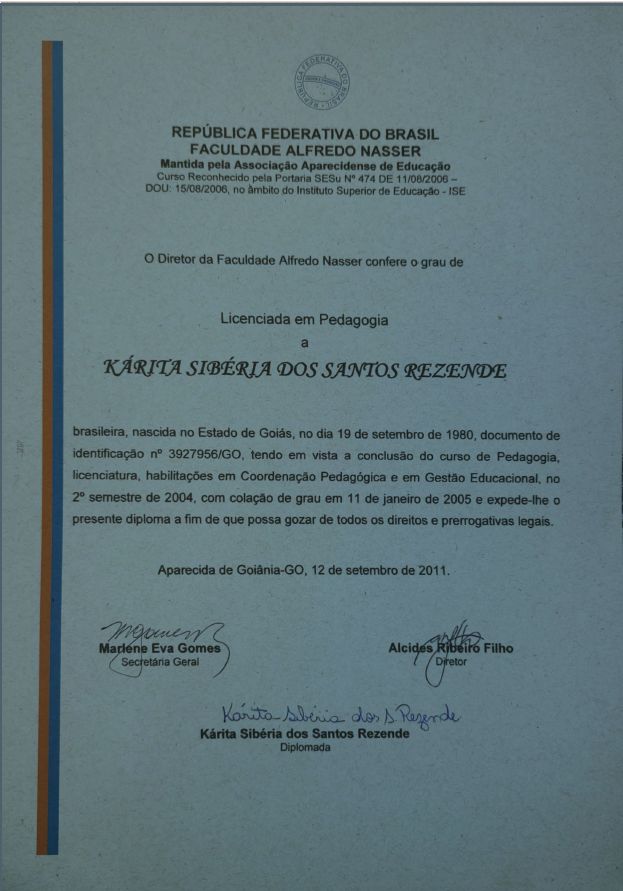 REPÚBLICA FEDERATIVA DO BRASIL
REPÚBLICA FEDERATIVA DO BRASIL
FACULDADE ALFREDO NASSER
Mantida pela Associação Aparecidense de Educação
Curso Reconhecido pela Portaria SESu Nº 474 DE 11/08/2006 –
DOU: 15/08/2006, no âmbito do Instituto Superior de Educação - ISE
O Diretor da Faculdade Alfredo Nasser confere o grau de
Licenciada em Pedagogia
a
KÁRITA SIBÉRIA DOS SANTOS REZENDE
brasileira, nascida no Estado de Goiás, no dia 19 de setembro de 1980, documento de
identificação nº 3927956/GO, tendo em vista a conclusão do curso de Pedagogia,
licenciatura, habilitações em Coordenação Pedagógica e em Gestão Educacional, no
2º semestre de 2004, com colação de grau em 11 de janeiro de 2005 e expede-lhe o
presente diploma a fim de que possa gozar de todos os direitos e prerrogativas legais.
Aparecida de Goiânia-GO, 12 de setembro de 2011.
Marlene Eva Gomes
Secretária Geral
Alcides Ribeiro Filho
Diretor
Kárita Sibéria dos S. Rezende
Kárita Sibéria dos Santos Rezende
Diplomada